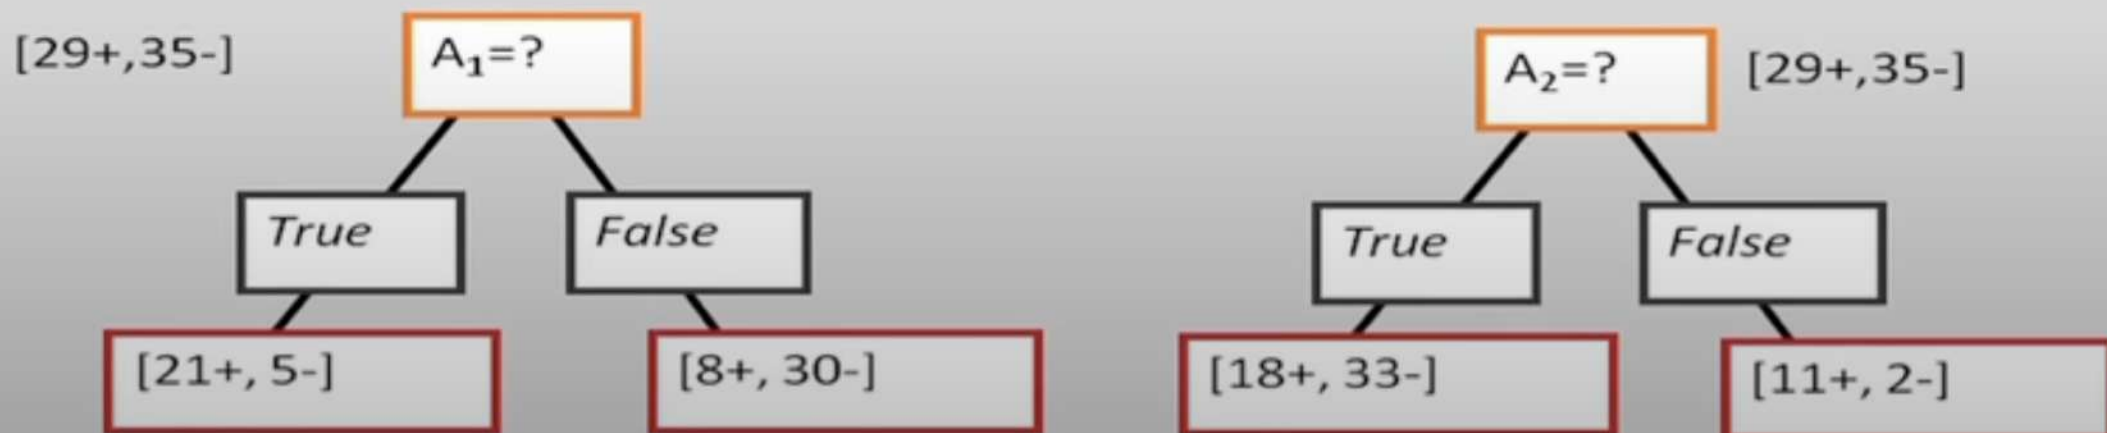 [29+,35-]
A₁=?
True
False
[21+, 5-]
[8+, 30-]
A₂=?
[29+,35-]
True
False
[18+, 33-]
[11+, 2-]